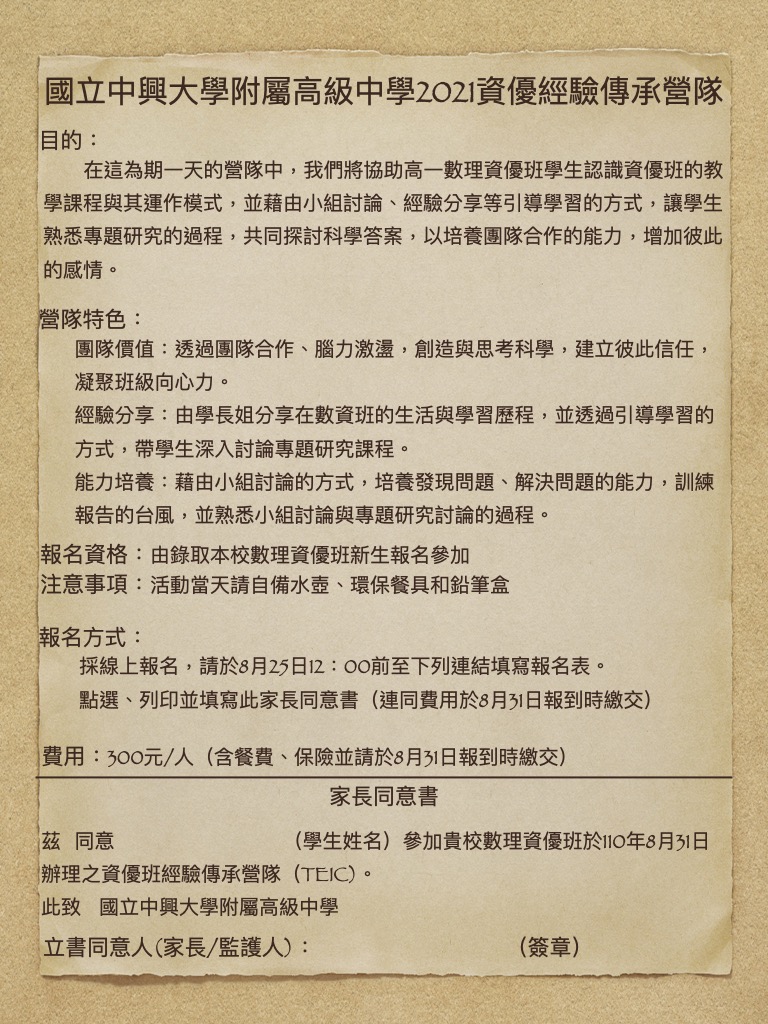 國立中興大學附屬高級中學2021資優經驗傳承營隊
目的：
在這為期一天的營隊中，我們將協助高一數理資優班學生認識資優班的教
學課程與其運作模式，並藉由小組討論、經驗分享等引導學習的方式，讓學生
熟悉專題研究的過程，共同探討科學答案，以培養團隊合作的能力，增加彼此
的感情。
營隊特色：
團隊價值：透過團隊合作、腦力激盪，創造與思考科學，建立彼此信任，
凝聚班級向心力。
經驗分享：由學長姐分享在數資班的生活與學習歷程，並透過引導學習的
方式，帶學生深入討論專題研究課程。
能力培養：藉由小組討論的方式，培養發現問題、解決問題的能力，訓練
報告的台風，並熟悉小組討論與專題研究討論的過程。
報名資格：由錄取本校數理資優班新生報名參加
注意事項：活動當天請自備水壺、環保餐具和鉛筆盒
報名方式：
採線上報名，請於8月25日12：00前至下列連結填寫報名表。
點選、列印並填寫此家長同意書（連同費用於8月31日報到時繳交）
費用：300元/人（含餐費、保險並請於8月31日報到時繳交）
家長同意書
茲 同意 （學生姓名）參加貴校數理資優班於110年8月31日
辦理之資優班經驗傳承營隊（TEIC）。
此致 國立中興大學附屬高級中學
立書同意人(家長/監護人)： （簽章）